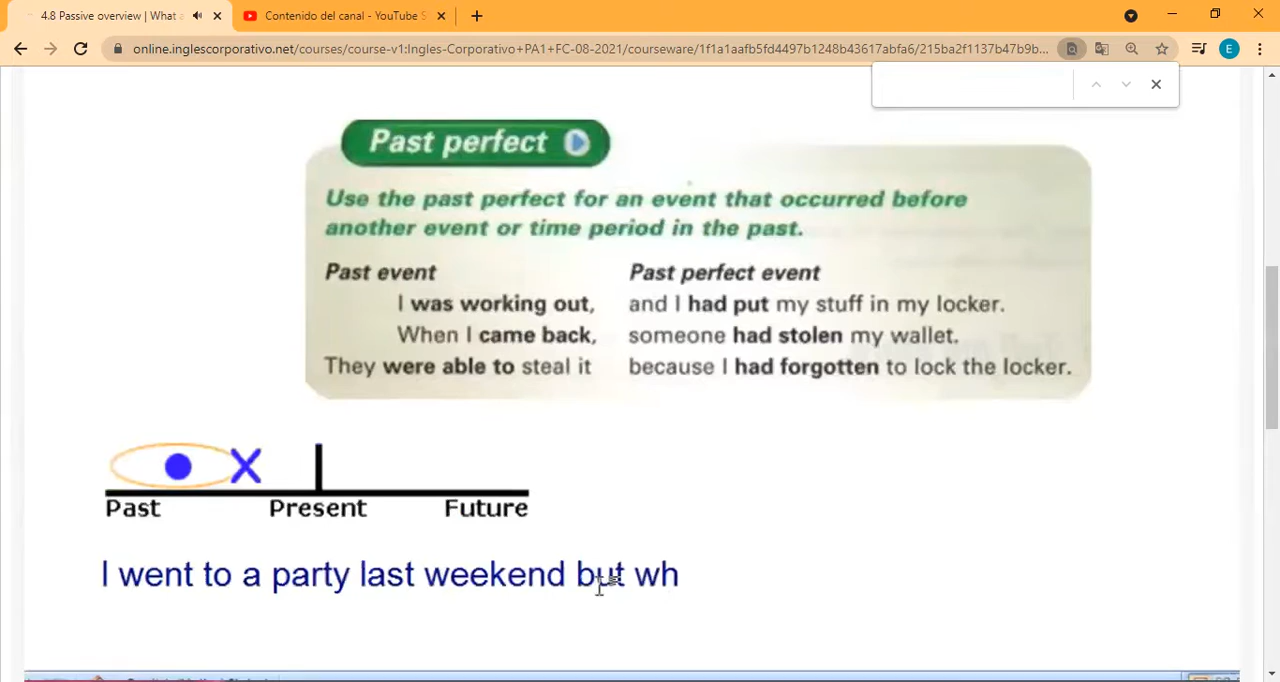 4.8 Passive overview | What
Contenido del canal - YouTube S
online.inglescorporativo.net/courses/course-v1:Ingles-Corporativo+PA1+FC-08-2021/courseware/1f1a1aafb5fd4497b1248b43617abfa6/215ba2f1137b47b9b...
E
Past perfect
Use the past perfect for an event that occurred before
another event or time period in the past.
Past event Past perfect event
I was working out, and I had put my stuff in my locker.
When I came back, someone had stolen my wallet.
They were able to steal it because I had forgotten to lock the locker.
X
Past Present Future
I went to a party last weekend but wh